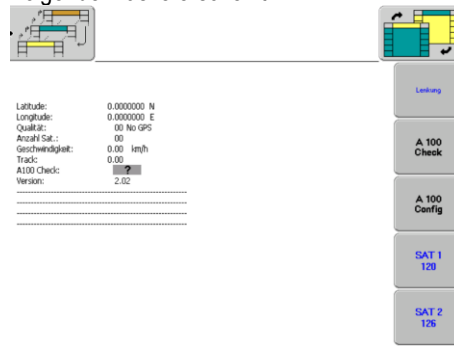 Latitude: 0.0000000 N
Longitude: 0.0000000 E
Qualität: 00 No GPS
Anzahl Sat.: 00
Geschwindigkeit: 0.00 km/h
Track: 0.00
A100 Check: ?
Version: 2.02
Lenkung
A 100
Check
A 100
Config
SAT 1
120
SAT 2
126